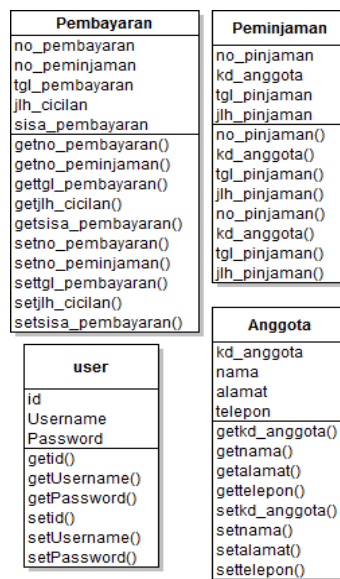 Pembayaran
no_pembayaran
no_peminjaman
tgl_pembayaran
jlh_cicilan
sisa_pembayaran
getno_pembayaran()
getno_peminjaman()
gettgl_pembayaran()
getjlh_cicilan()
getsisa_pembayaran()
setno_pembayaran()
setno_peminjaman()
settgl_pembayaran()
setjlh_cicilan()
setsisa_pembayaran()
Peminjaman
no_pinjaman
kd_anggota
tgl_pinjaman
jlh_pinjaman
no_pinjaman()
kd_anggota()
tgl_pinjaman()
jlh_pinjaman()
no_pinjaman()
kd_anggota()
tgl_pinjaman()
jlh_pinjaman()
user
id
Username
Password
getid()
getUsername()
getPassword()
setid()
setUsername()
setPassword()
Anggota
kd_anggota
nama
alamat
telepon
getkd_anggota()
getnama()
getalamat()
gettelepon()
setkd_anggota()
setnama()
setalamat()
settelepon()